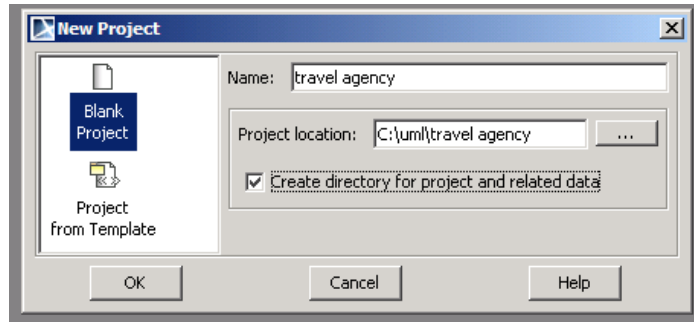 New Project
Blank
Project
Project
from Template
Name: travel agency
Project location: C:\uml\travel agency ...
Create directory for project and related data
OK Cancel Help